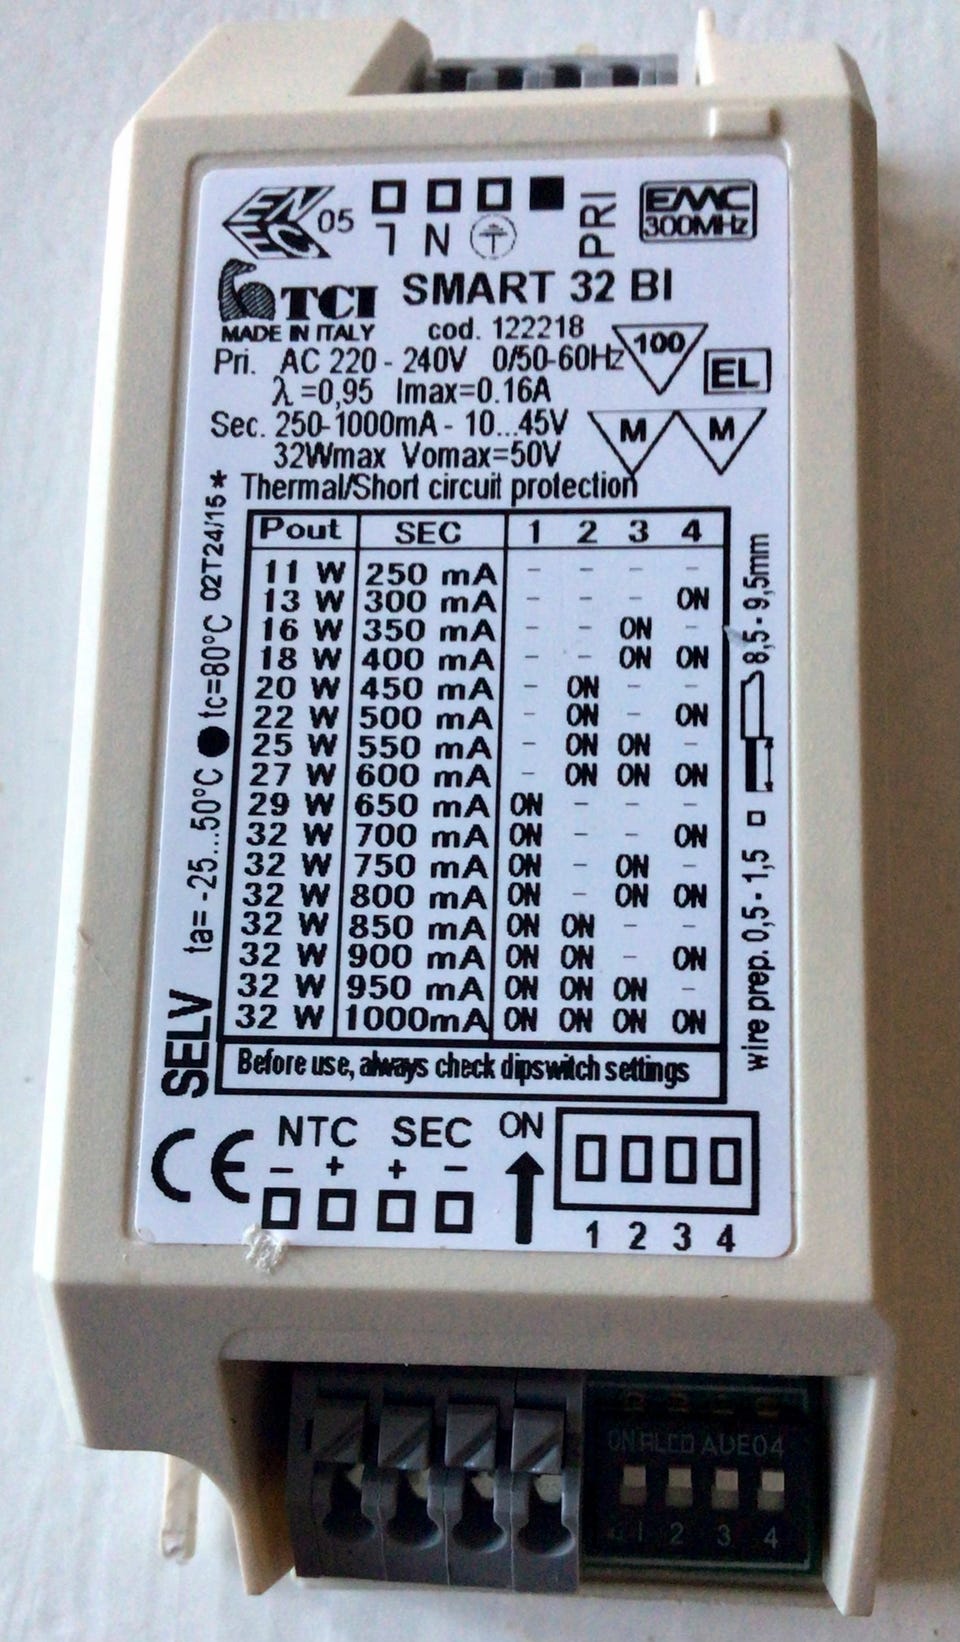 ENEC 05 L N PRI EMC 300MHz
TCI SMART 32 BI
MADE IN ITALY cod. 122218
Pri. AC 220 - 240V 0/50-60Hz 100
λ =0,95 Imax=0.16A EL
Sec. 250-1000mA - 10...45V M M
32Wmax Vomax=50V
Thermal/Short circuit protection
Pout SEC 1 2 3 4
11 W 250 mA - - - -
13 W 300 mA - - - ON
16 W 350 mA - - ON -
18 W 400 mA - - ON ON
20 W 450 mA - ON - -
22 W 500 mA - ON - ON
25 W 550 mA - ON ON -
27 W 600 mA - ON ON ON
29 W 650 mA ON - - -
32 W 700 mA ON - - ON
32 W 750 mA ON - ON -
32 W 800 mA ON - ON ON
32 W 850 mA ON ON - -
32 W 900 mA ON ON - ON
32 W 950 mA ON ON ON -
32 W 1000mA ON ON ON ON
Before use, always check dipswitch settings
SELV ta= -25...50°C ● tc=80°C 02T24/15 *
wire prep. 0,5 - 1,5 □ 8,5 - 9,5mm
CE NTC SEC ON
- + + -
1 2 3 4
ON ALCO ADE04
1 2 3 4